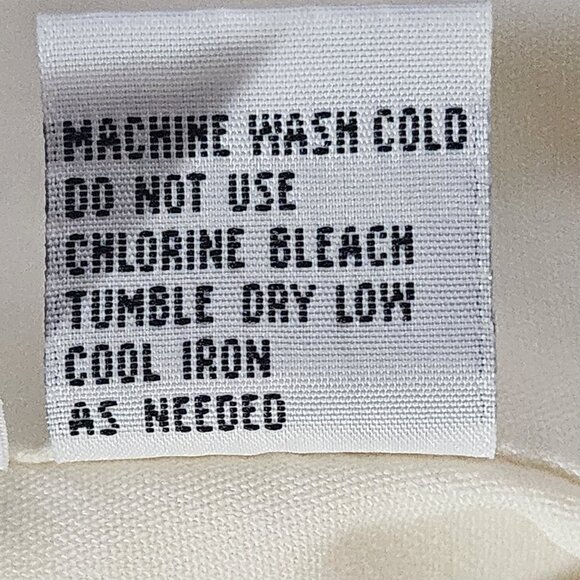 MACHINE WASH COLD
DO NOT USE
CHLORINE BLEACH
TUMBLE DRY LOW
COOL IRON
AS NEEDED